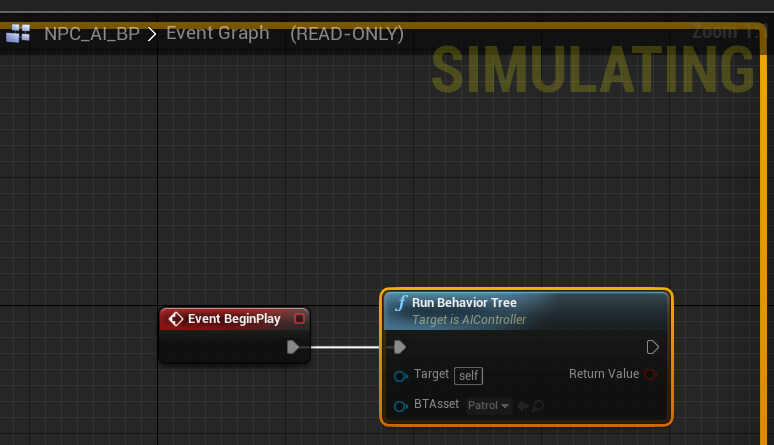 NPC_AI_BP > Event Graph (READ-ONLY)
Zoom 1:1
SIMULATING
f Run Behavior Tree
Event BeginPlay
Target is AIController
Target self
Return Value
BTAsset Patrol